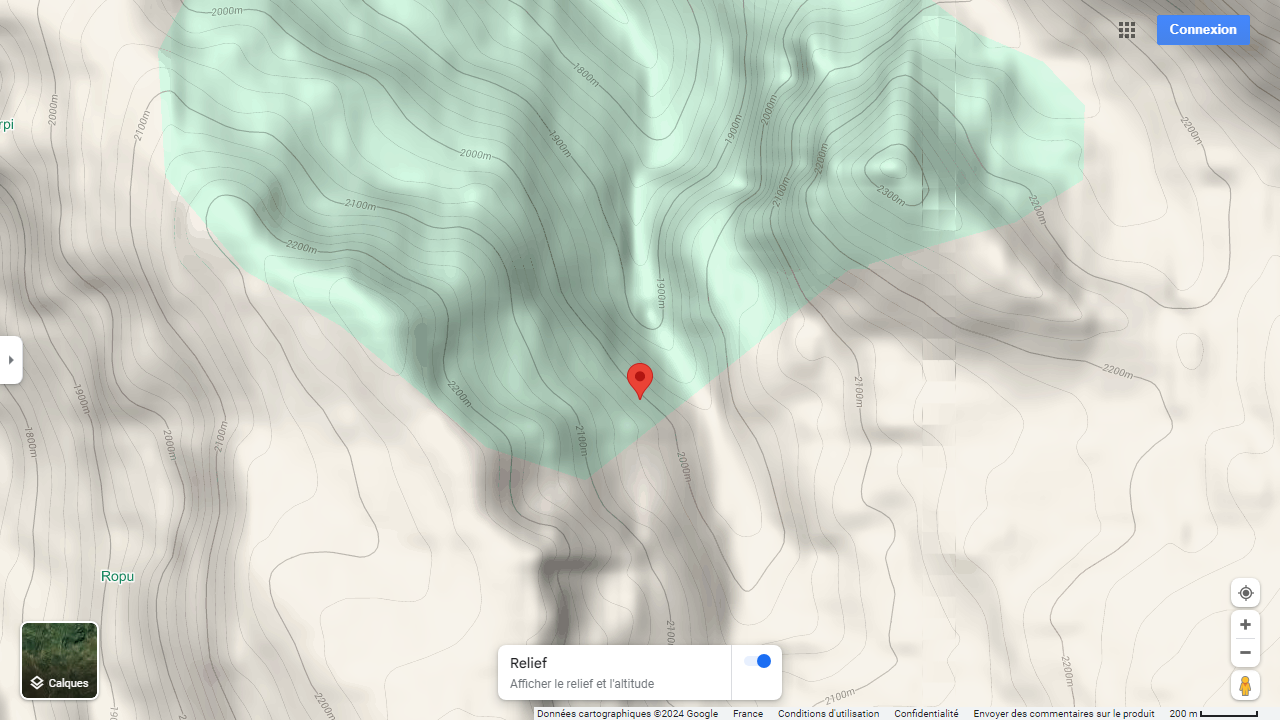 2000m
Connexion
1800m
2000m
2100m
rpi
2000m
1900m
1900m
2200m
2000m
2200m
2100m
2300m
2100m
2200m
2200m
1900m
2200m
1900m
2200m
2100m
1800m
2000m
2100m
2100m
2000m
Ropu
2100m
2200m
Calques
Relief
Afficher le relief et l'altitude
2200m
2100m
Données cartographiques ©2024 Google France Conditions d'utilisation Confidentialité Envoyer des commentaires sur le produit 200 m